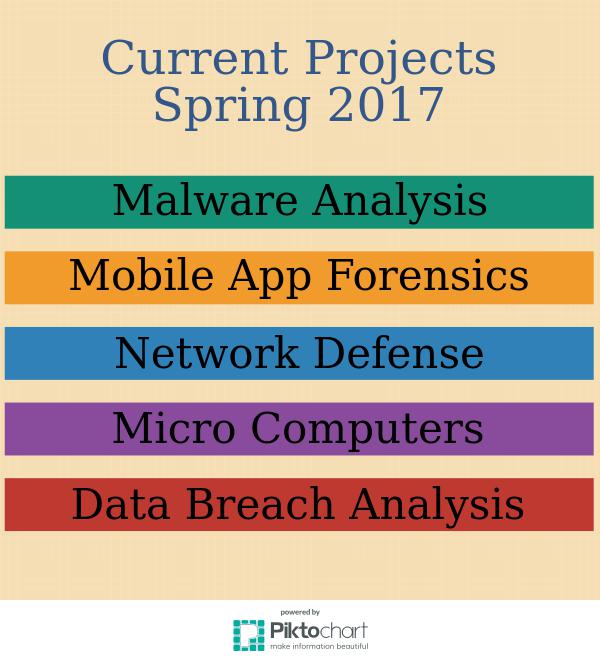 Current Projects
Spring 2017
Malware Analysis
Mobile App Forensics
Network Defense
Micro Computers
Data Breach Analysis
powered by
Piktochart
make information beautiful